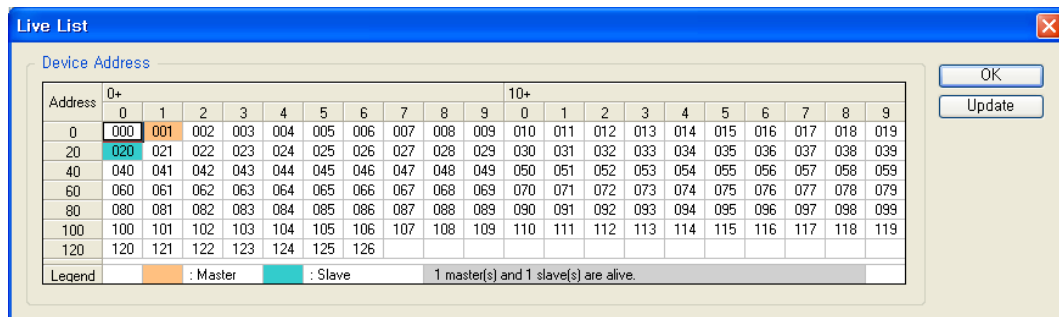 Live List
Device Address
OK
Update
Address 0+ 10+
0 1 2 3 4 5 6 7 8 9 0 1 2 3 4 5 6 7 8 9
0 000 001 002 003 004 005 006 007 008 009 010 011 012 013 014 015 016 017 018 019
20 020 021 022 023 024 025 026 027 028 029 030 031 032 033 034 035 036 037 038 039
40 040 041 042 043 044 045 046 047 048 049 050 051 052 053 054 055 056 057 058 059
60 060 061 062 063 064 065 066 067 068 069 070 071 072 073 074 075 076 077 078 079
80 080 081 082 083 084 085 086 087 088 089 090 091 092 093 094 095 096 097 098 099
100 100 101 102 103 104 105 106 107 108 109 110 111 112 113 114 115 116 117 118 119
120 120 121 122 123 124 125 126
Legend : Master : Slave 1 master(s) and 1 slave(s) are alive.